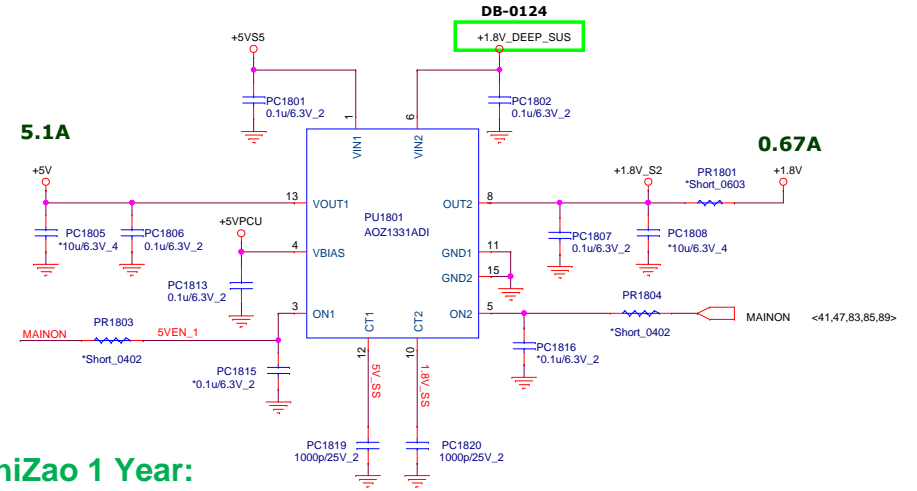 DB-0124
+5VS5
+1.8V_DEEP_SUS
PC1801
0.1u/6.3V_2
PC1802
0.1u/6.3V_2
5.1A
0.67A
1
6
VIN1
VIN2
+5V
+1.8V_S2
PR1801
*Short_0603
+1.8V
13
VOUT1
OUT2
8
PU1801
AOZ1331ADI
PC1805
*10u/6.3V_4
PC1806
0.1u/6.3V_2
+5VPCU
PC1807
0.1u/6.3V_2
PC1808
*10u/6.3V_4
4
VBIAS
GND1
11
GND2
15
PC1813
0.1u/6.3V_2
3
ON1
ON2
5
PR1804
*Short_0402
MAINON
<41,47,83,85,89>
MAINON
PR1803
5VEN_1
*Short_0402
CT1
CT2
12
10
PC1815
*0.1u/6.3V_2
PC1816
*0.1u/6.3V_2
5V_SS
1.8V_SS
PC1819
1000p/25V_2
PC1820
1000p/25V_2
niZao 1 Year: